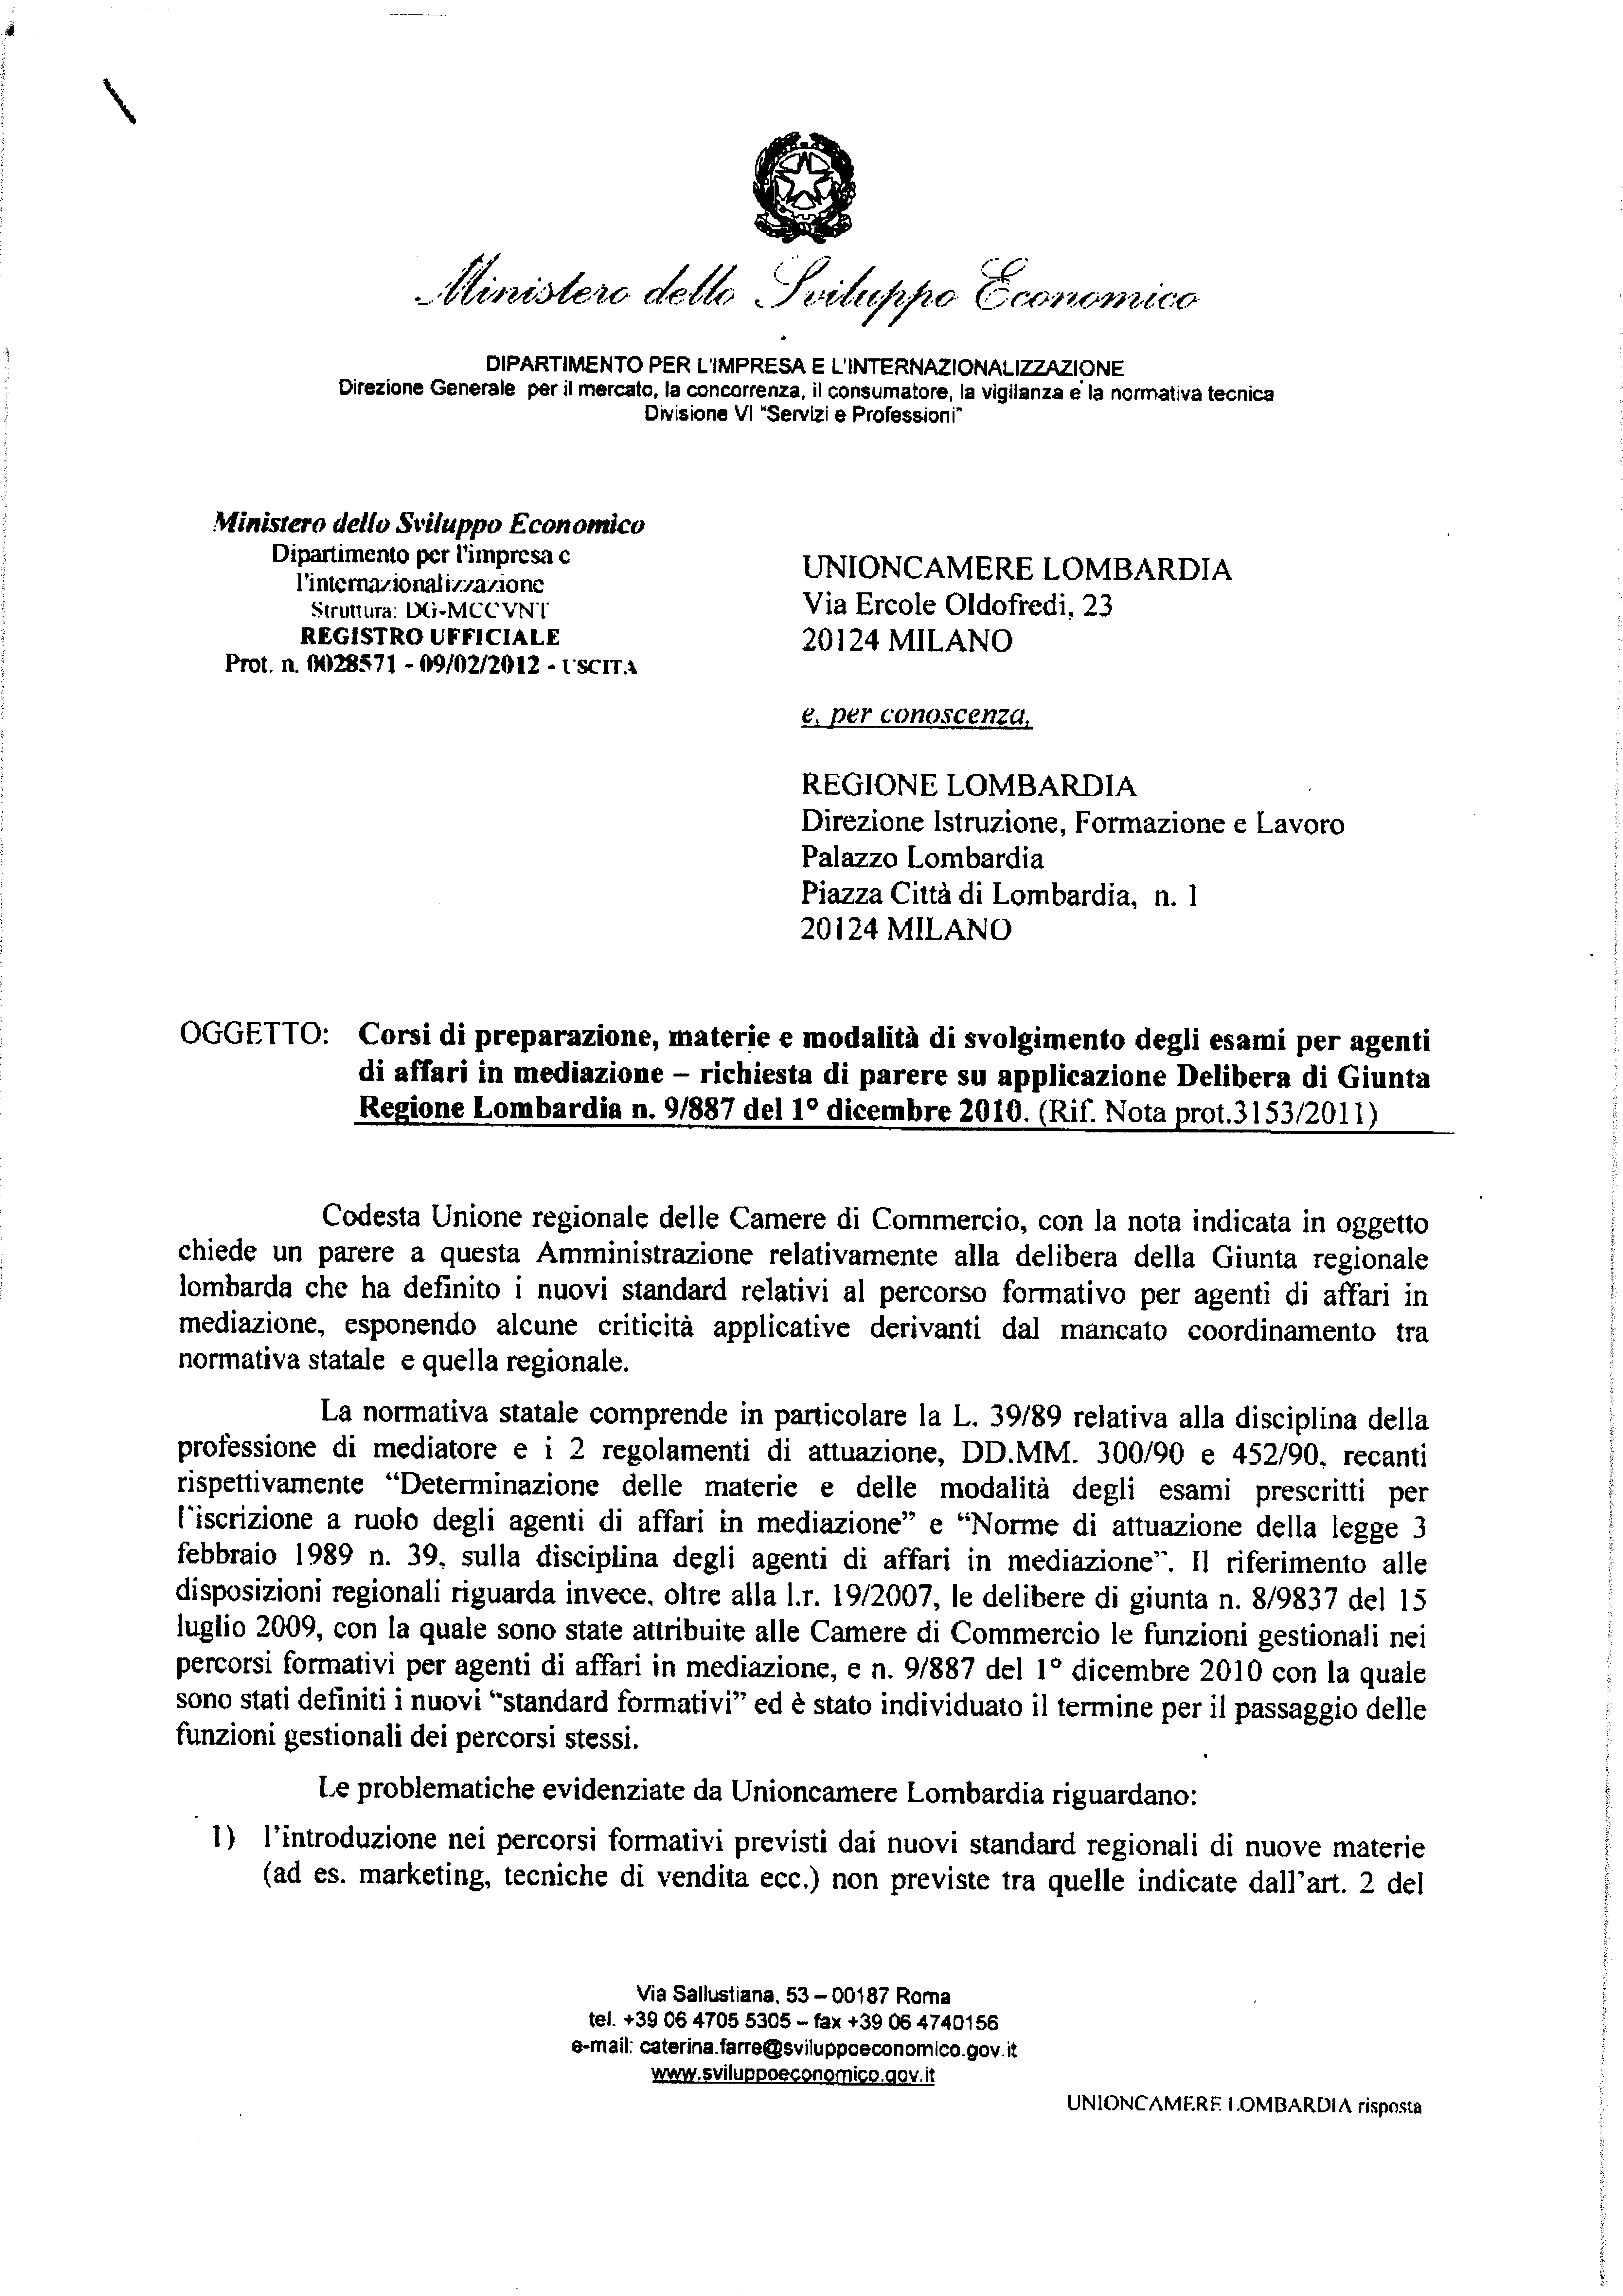 Ministero dello Sviluppo Economico
DIPARTIMENTO PER L'IMPRESA E L'INTERNAZIONALIZZAZIONE
Direzione Generale per il mercato, la concorrenza, il consumatore, la vigilanza e la normativa tecnica
Divisione VI "Servizi e Professioni"
Ministero dello Sviluppo Economico
Dipartimento per l'impresa e
l'internazionalizzazione
Struttura: DG-MCCVNT
REGISTRO UFFICIALE
Prot. n. 0028571 - 09/02/2012 - USCITA
UNIONCAMERE LOMBARDIA
Via Ercole Oldofredi, 23
20124 MILANO
e, per conoscenza,
REGIONE LOMBARDIA
Direzione Istruzione, Formazione e Lavoro
Palazzo Lombardia
Piazza Città di Lombardia, n. 1
20124 MILANO
OGGETTO: Corsi di preparazione, materie e modalità di svolgimento degli esami per agenti
di affari in mediazione – richiesta di parere su applicazione Delibera di Giunta
Regione Lombardia n. 9/887 del 1° dicembre 2010. (Rif. Nota prot.3153/2011)
Codesta Unione regionale delle Camere di Commercio, con la nota indicata in oggetto
chiede un parere a questa Amministrazione relativamente alla delibera della Giunta regionale
lombarda che ha definito i nuovi standard relativi al percorso formativo per agenti di affari in
mediazione, esponendo alcune criticità applicative derivanti dal mancato coordinamento tra
normativa statale e quella regionale.
La normativa statale comprende in particolare la L. 39/89 relativa alla disciplina della
professione di mediatore e i 2 regolamenti di attuazione, DD.MM. 300/90 e 452/90, recanti
rispettivamente “Determinazione delle materie e delle modalità degli esami prescritti per
l'iscrizione a ruolo degli agenti di affari in mediazione” e “Norme di attuazione della legge 3
febbraio 1989 n. 39, sulla disciplina degli agenti di affari in mediazione”. Il riferimento alle
disposizioni regionali riguarda invece, oltre alla l.r. 19/2007, le delibere di giunta n. 8/9837 del 15
luglio 2009, con la quale sono state attribuite alle Camere di Commercio le funzioni gestionali nei
percorsi formativi per agenti di affari in mediazione, e n. 9/887 del 1° dicembre 2010 con la quale
sono stati definiti i nuovi “standard formativi” ed è stato individuato il termine per il passaggio delle
funzioni gestionali dei percorsi stessi.
Le problematiche evidenziate da Unioncamere Lombardia riguardano:
1) l’introduzione nei percorsi formativi previsti dai nuovi standard regionali di nuove materie
(ad es. marketing, tecniche di vendita ecc.) non previste tra quelle indicate dall’art. 2 del
Via Sallustiana, 53 – 00187 Roma
tel. +39 06 4705 5305 – fax +39 06 4740156
e-mail: caterina.farre@sviluppoeconomico.gov.it
www.sviluppoeconomico.gov.it
UNIONCAMERE LOMBARDIA risposta